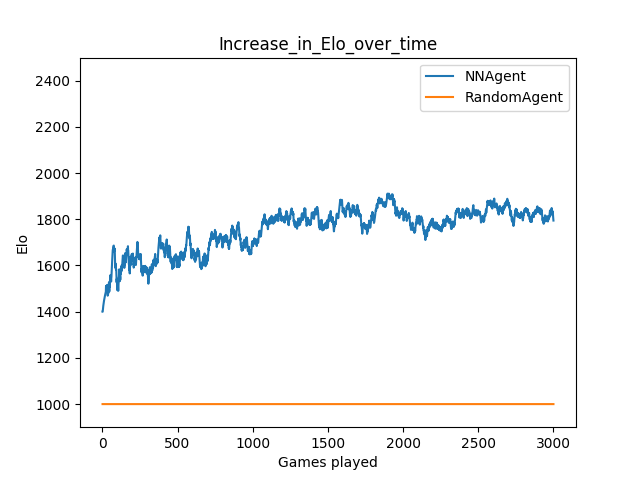 Increase_in_Elo_over_time
NNAgent
RandomAgent
2400
2200
2000
1800
1600
1400
1200
1000
Elo
0 500 1000 1500 2000 2500 3000
Games played